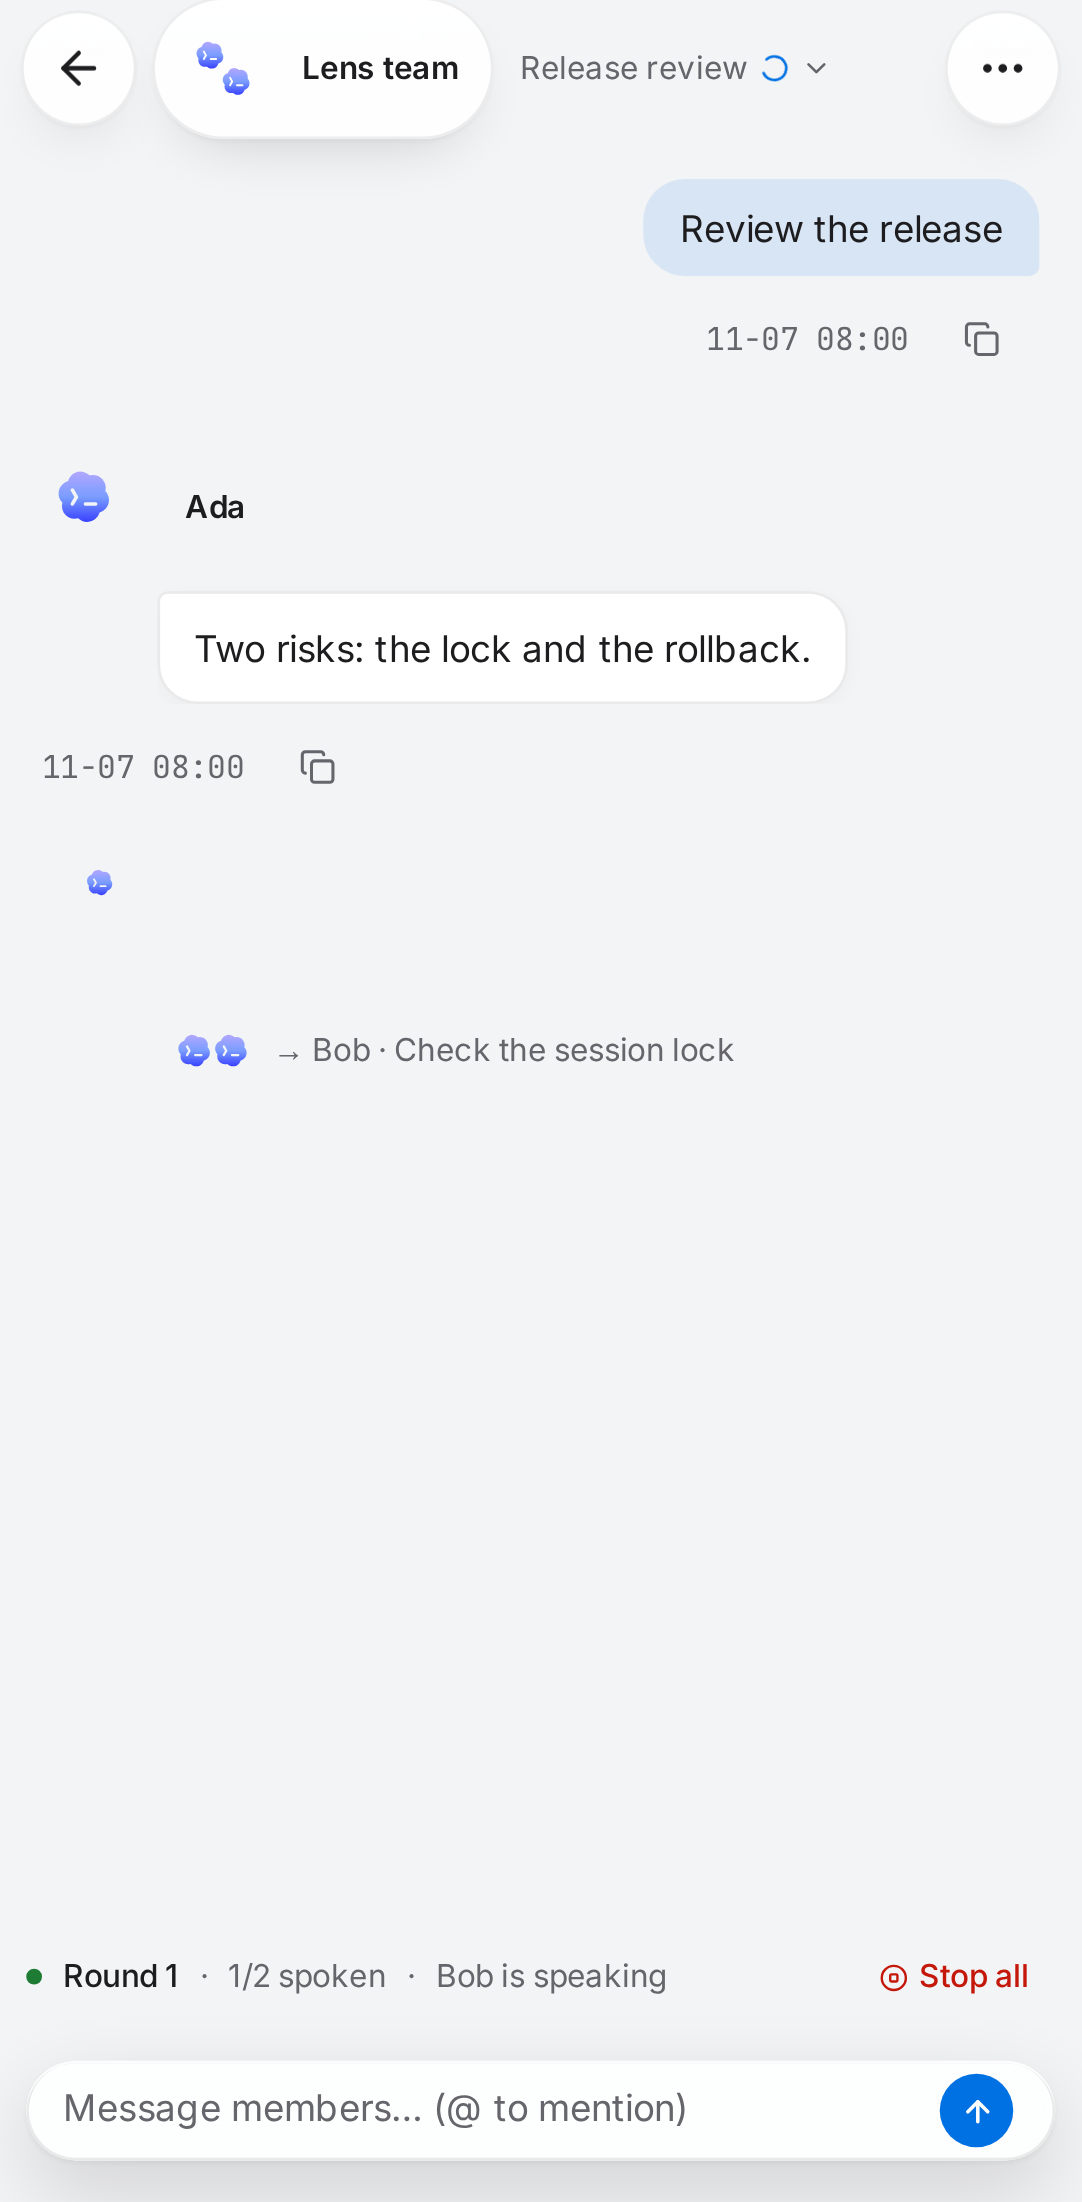 Lens team
Release review
Review the release
11-07 08:00
Ada
Two risks: the lock and the rollback.
11-07 08:00
→ Bob · Check the session lock
Round 1 · 1/2 spoken · Bob is speaking
Stop all
Message members... (@ to mention)